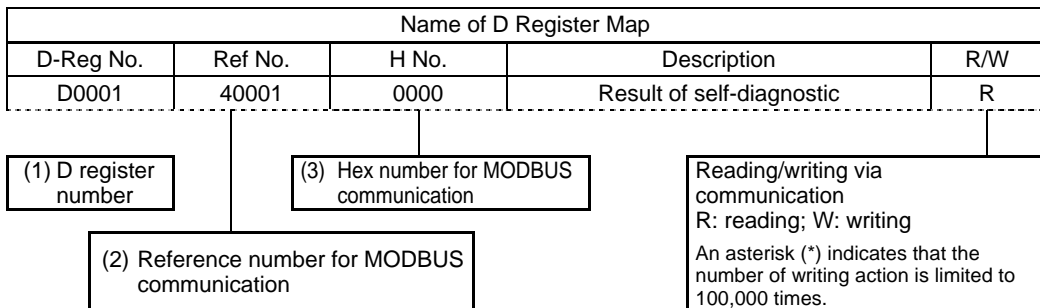 Name of D Register Map
D-Reg No. Ref No. H No. Description R/W
D0001 40001 0000 Result of self-diagnostic R
(1) D register
number
(3) Hex number for MODBUS
communication
Reading/writing via
communication
R: reading; W: writing
An asterisk (*) indicates that the
number of writing action is limited to
100,000 times.
(2) Reference number for MODBUS
communication